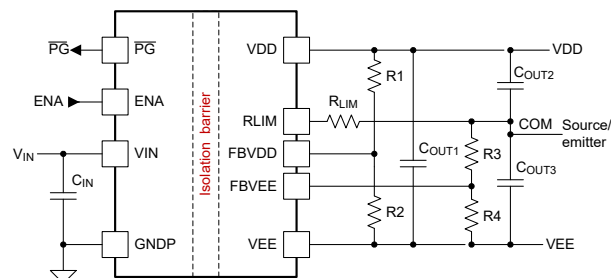 PG PG VDD VDD
R1 COUT2
ENA ENA
RLIM RLIM COM Source/
emitter
VIN VIN FBVDD COUT1 R3
CIN FBVEE COUT3
R2 R4
GNDP VEE VEE
Isolation barrier